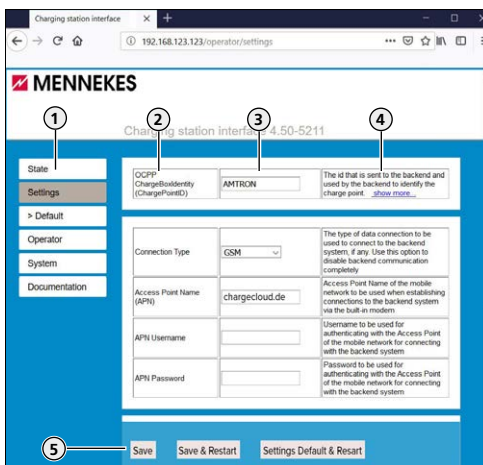 Charging station interface
192.168.123.123/operator/settings
MENNEKES
1
2
3
4
Charging station interface 4.50-5211
State
Settings
> Default
Operator
System
Documentation
OCPP
ChargeBoxIdentity
(ChargePointID)
AMTRON
The id that is sent to the backend and
used by the backend to identify the
charge point. show more...
Connection Type
GSM
The type of data connection to be
used to connect to the backend
system, if any. Use this option to
disable backend communication
completely
Access Point Name
(APN)
chargecloud.de
Access Point Name of the mobile
network to be used when establishing
connections to the backend system
via the built-in modem
APN Username
Username to be used for
authenticating with the Access Point
of the mobile network for connecting
with the backend system
APN Password
Password to be used for
authenticating with the Access Point
of the mobile network for connecting
with the backend system
5
Save
Save & Restart
Settings Default & Resart